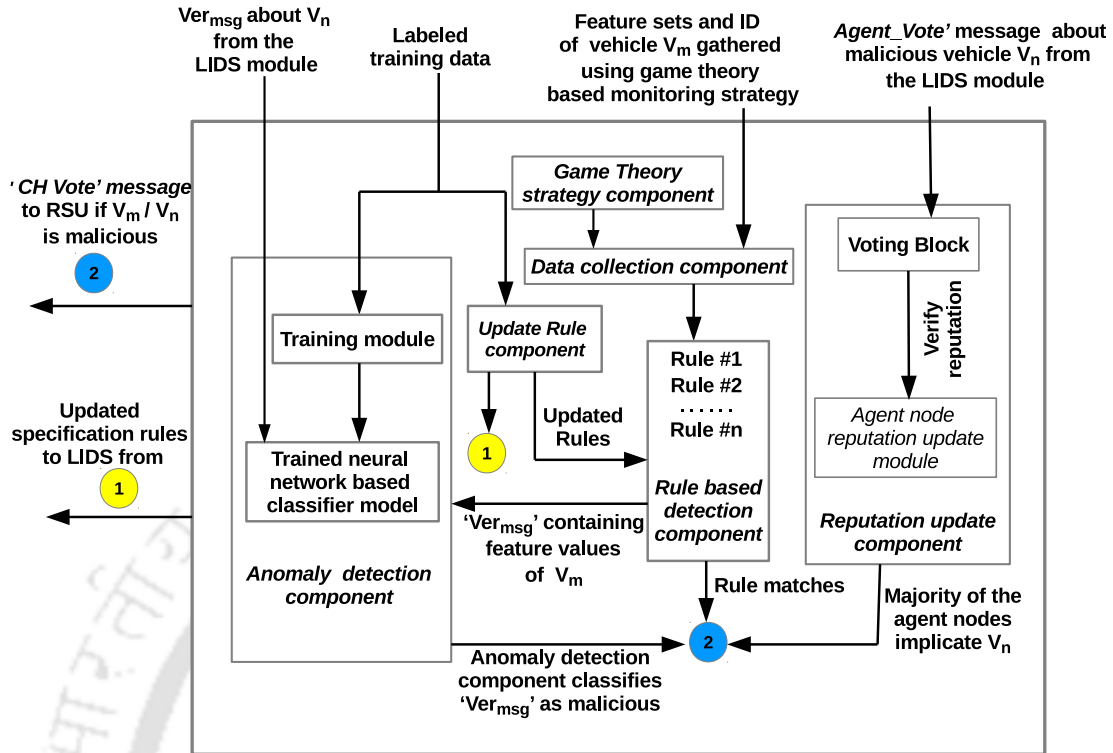 Ver_msg about V_n
from the
LIDS module
Labeled
training data
Feature sets and ID
of vehicle V_m gathered
using game theory
based monitoring strategy
Agent_Vote' message about
malicious vehicle V_n from
the LIDS module
' CH Vote' message
to RSU if V_m / V_n
is malicious
2
Updated
specification rules
to LIDS from
1
Game Theory
strategy component
Data collection component
Training module
Trained neural
network based
classifier model
Anomaly detection
component
Update Rule
component
1
Updated
Rules
Rule #1
Rule #2
......
Rule #n
Rule based
detection
component
'Ver_msg' containing
feature values
of V_m
Rule matches
2
Anomaly detection
component classifies
'Ver_msg' as malicious
Voting Block
Verify
reputation
Agent node
reputation update
module
Reputation update
component
Majority of the
agent nodes
implicate V_n